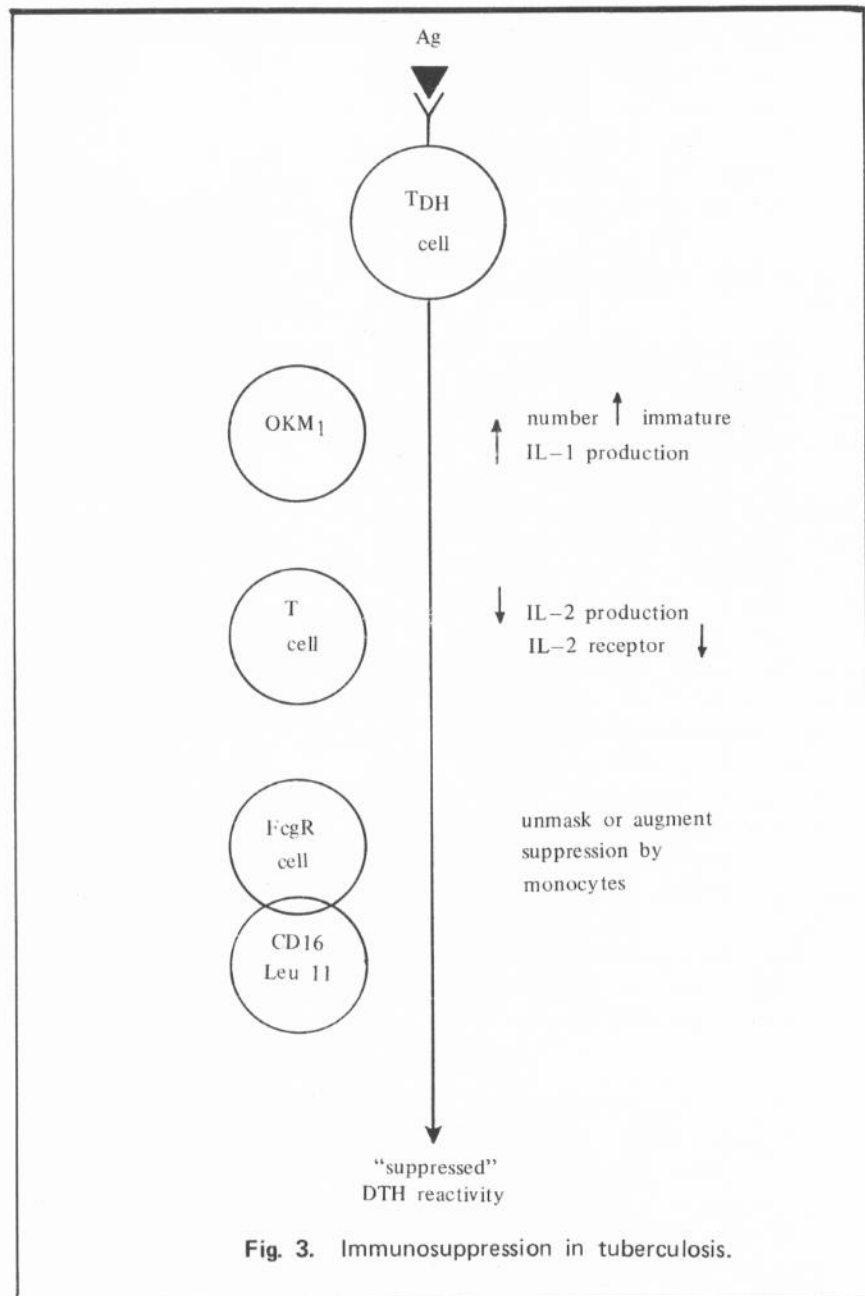 Ag
TDH
cell
OKM1
↑ number ↑ immature
↑ IL–1 production
T
cell
↓ IL–2 production
IL–2 receptor ↓
FcgR
cell
unmask or augment
suppression by
monocytes
CD16
Leu 11
“suppressed”
DTH reactivity
Fig. 3. Immunosuppression in tuberculosis.